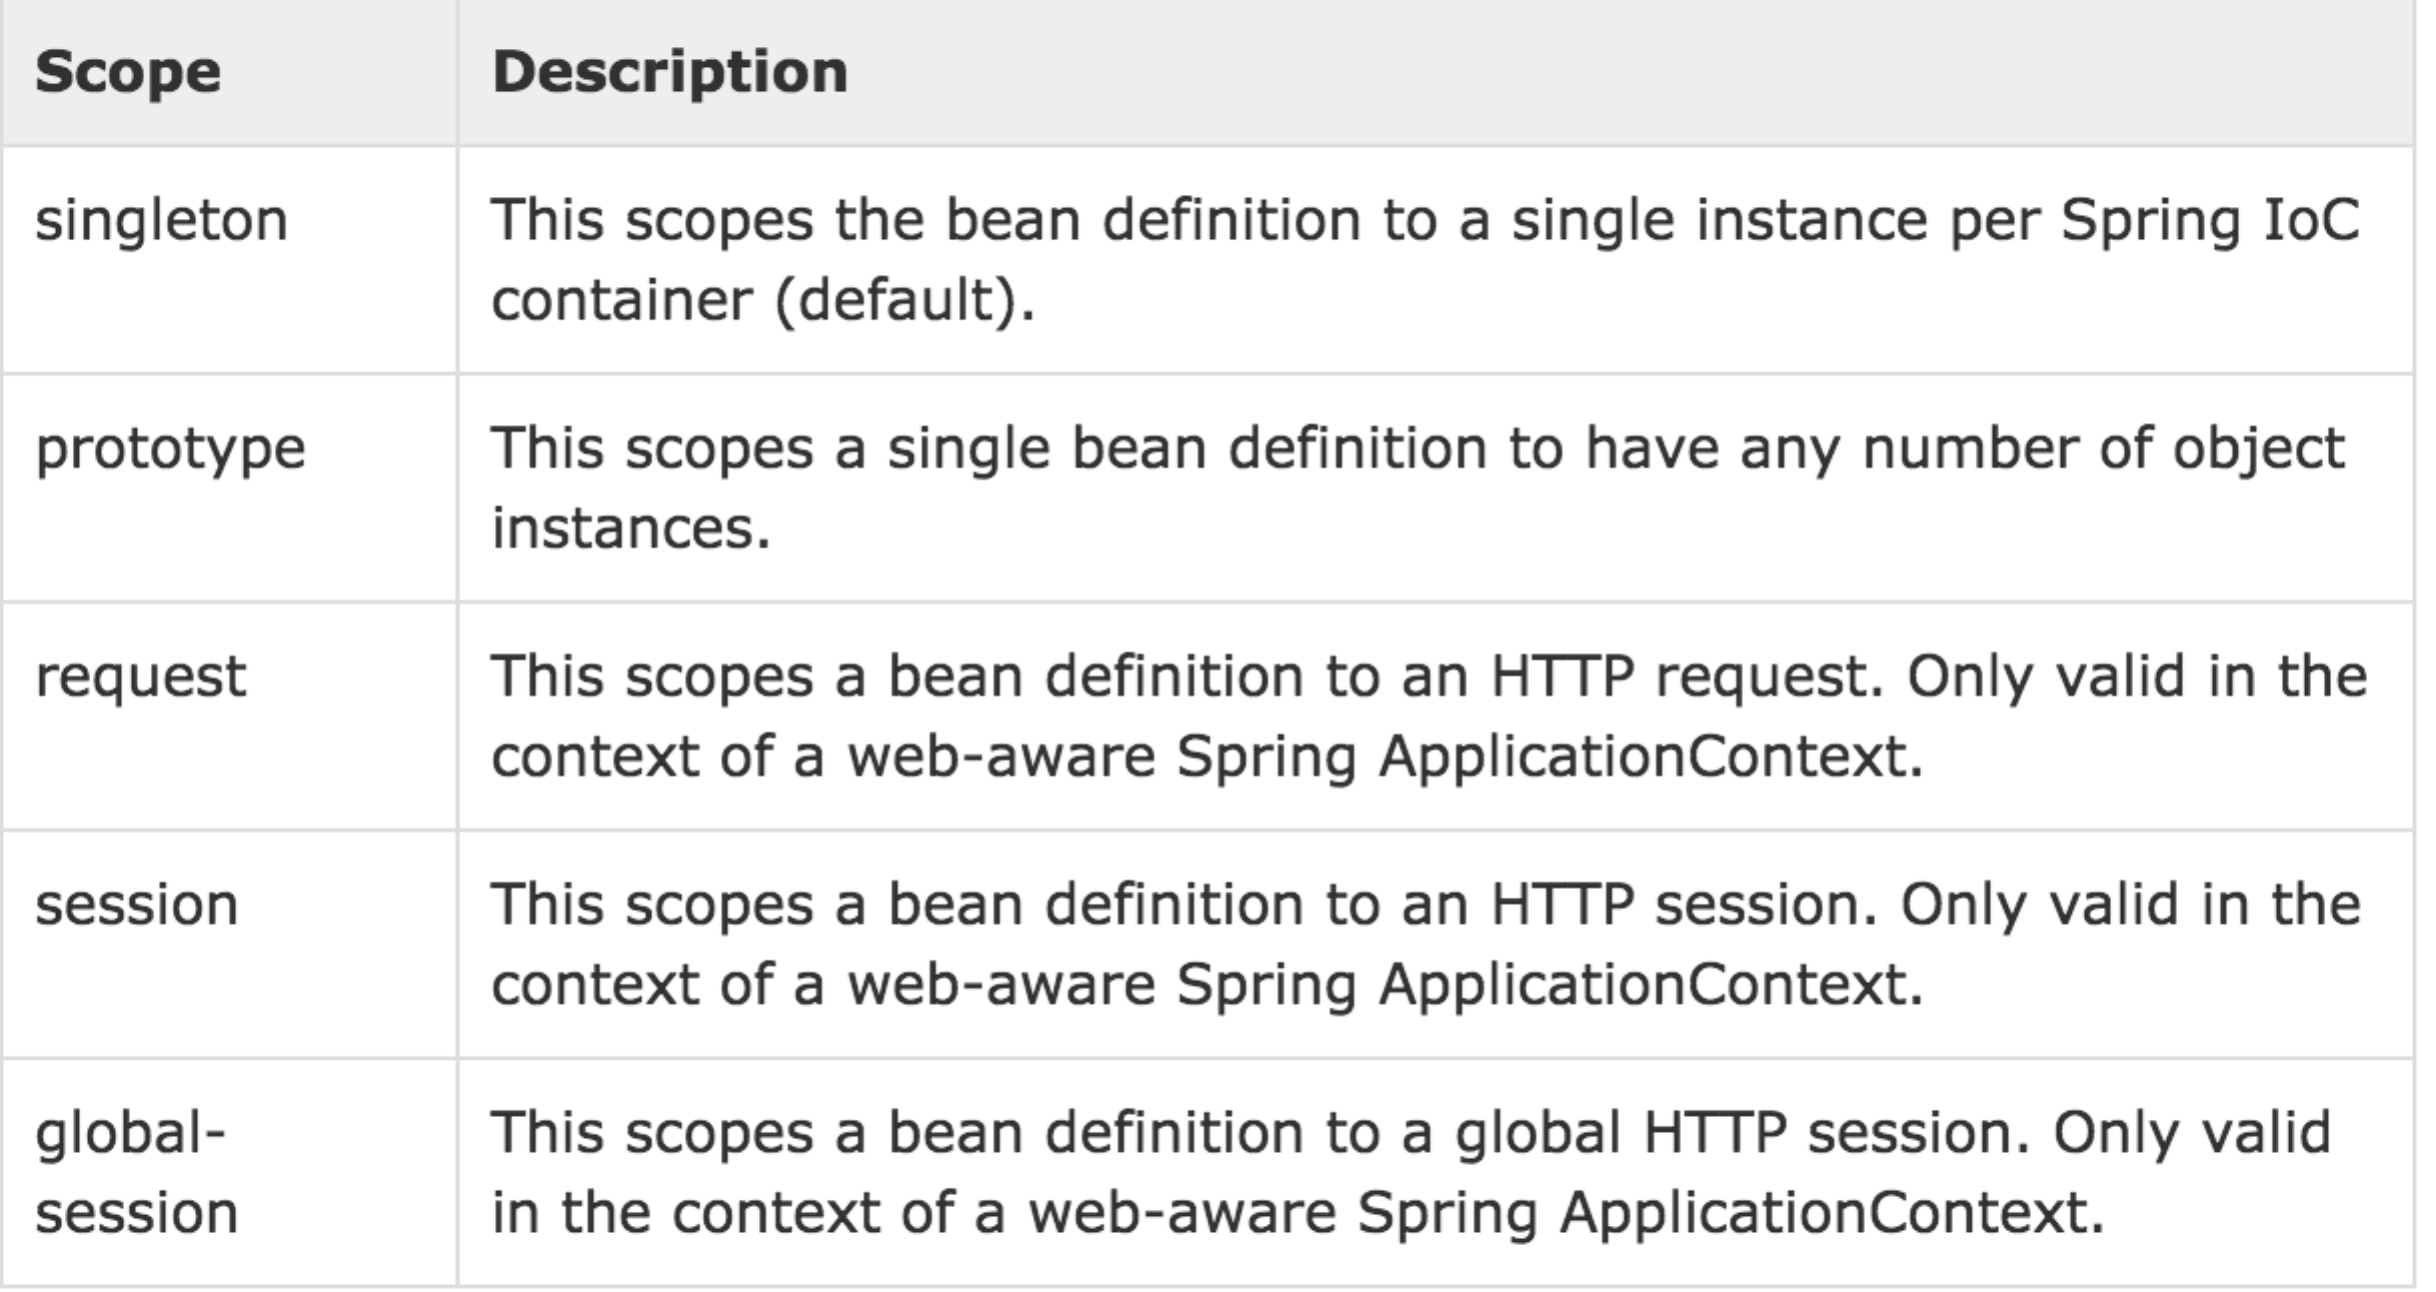 Scope Description
singleton This scopes the bean definition to a single instance per Spring IoC
container (default).
prototype This scopes a single bean definition to have any number of object
instances.
request This scopes a bean definition to an HTTP request. Only valid in the
context of a web-aware Spring ApplicationContext.
session This scopes a bean definition to an HTTP session. Only valid in the
context of a web-aware Spring ApplicationContext.
global- This scopes a bean definition to a global HTTP session. Only valid
session in the context of a web-aware Spring ApplicationContext.